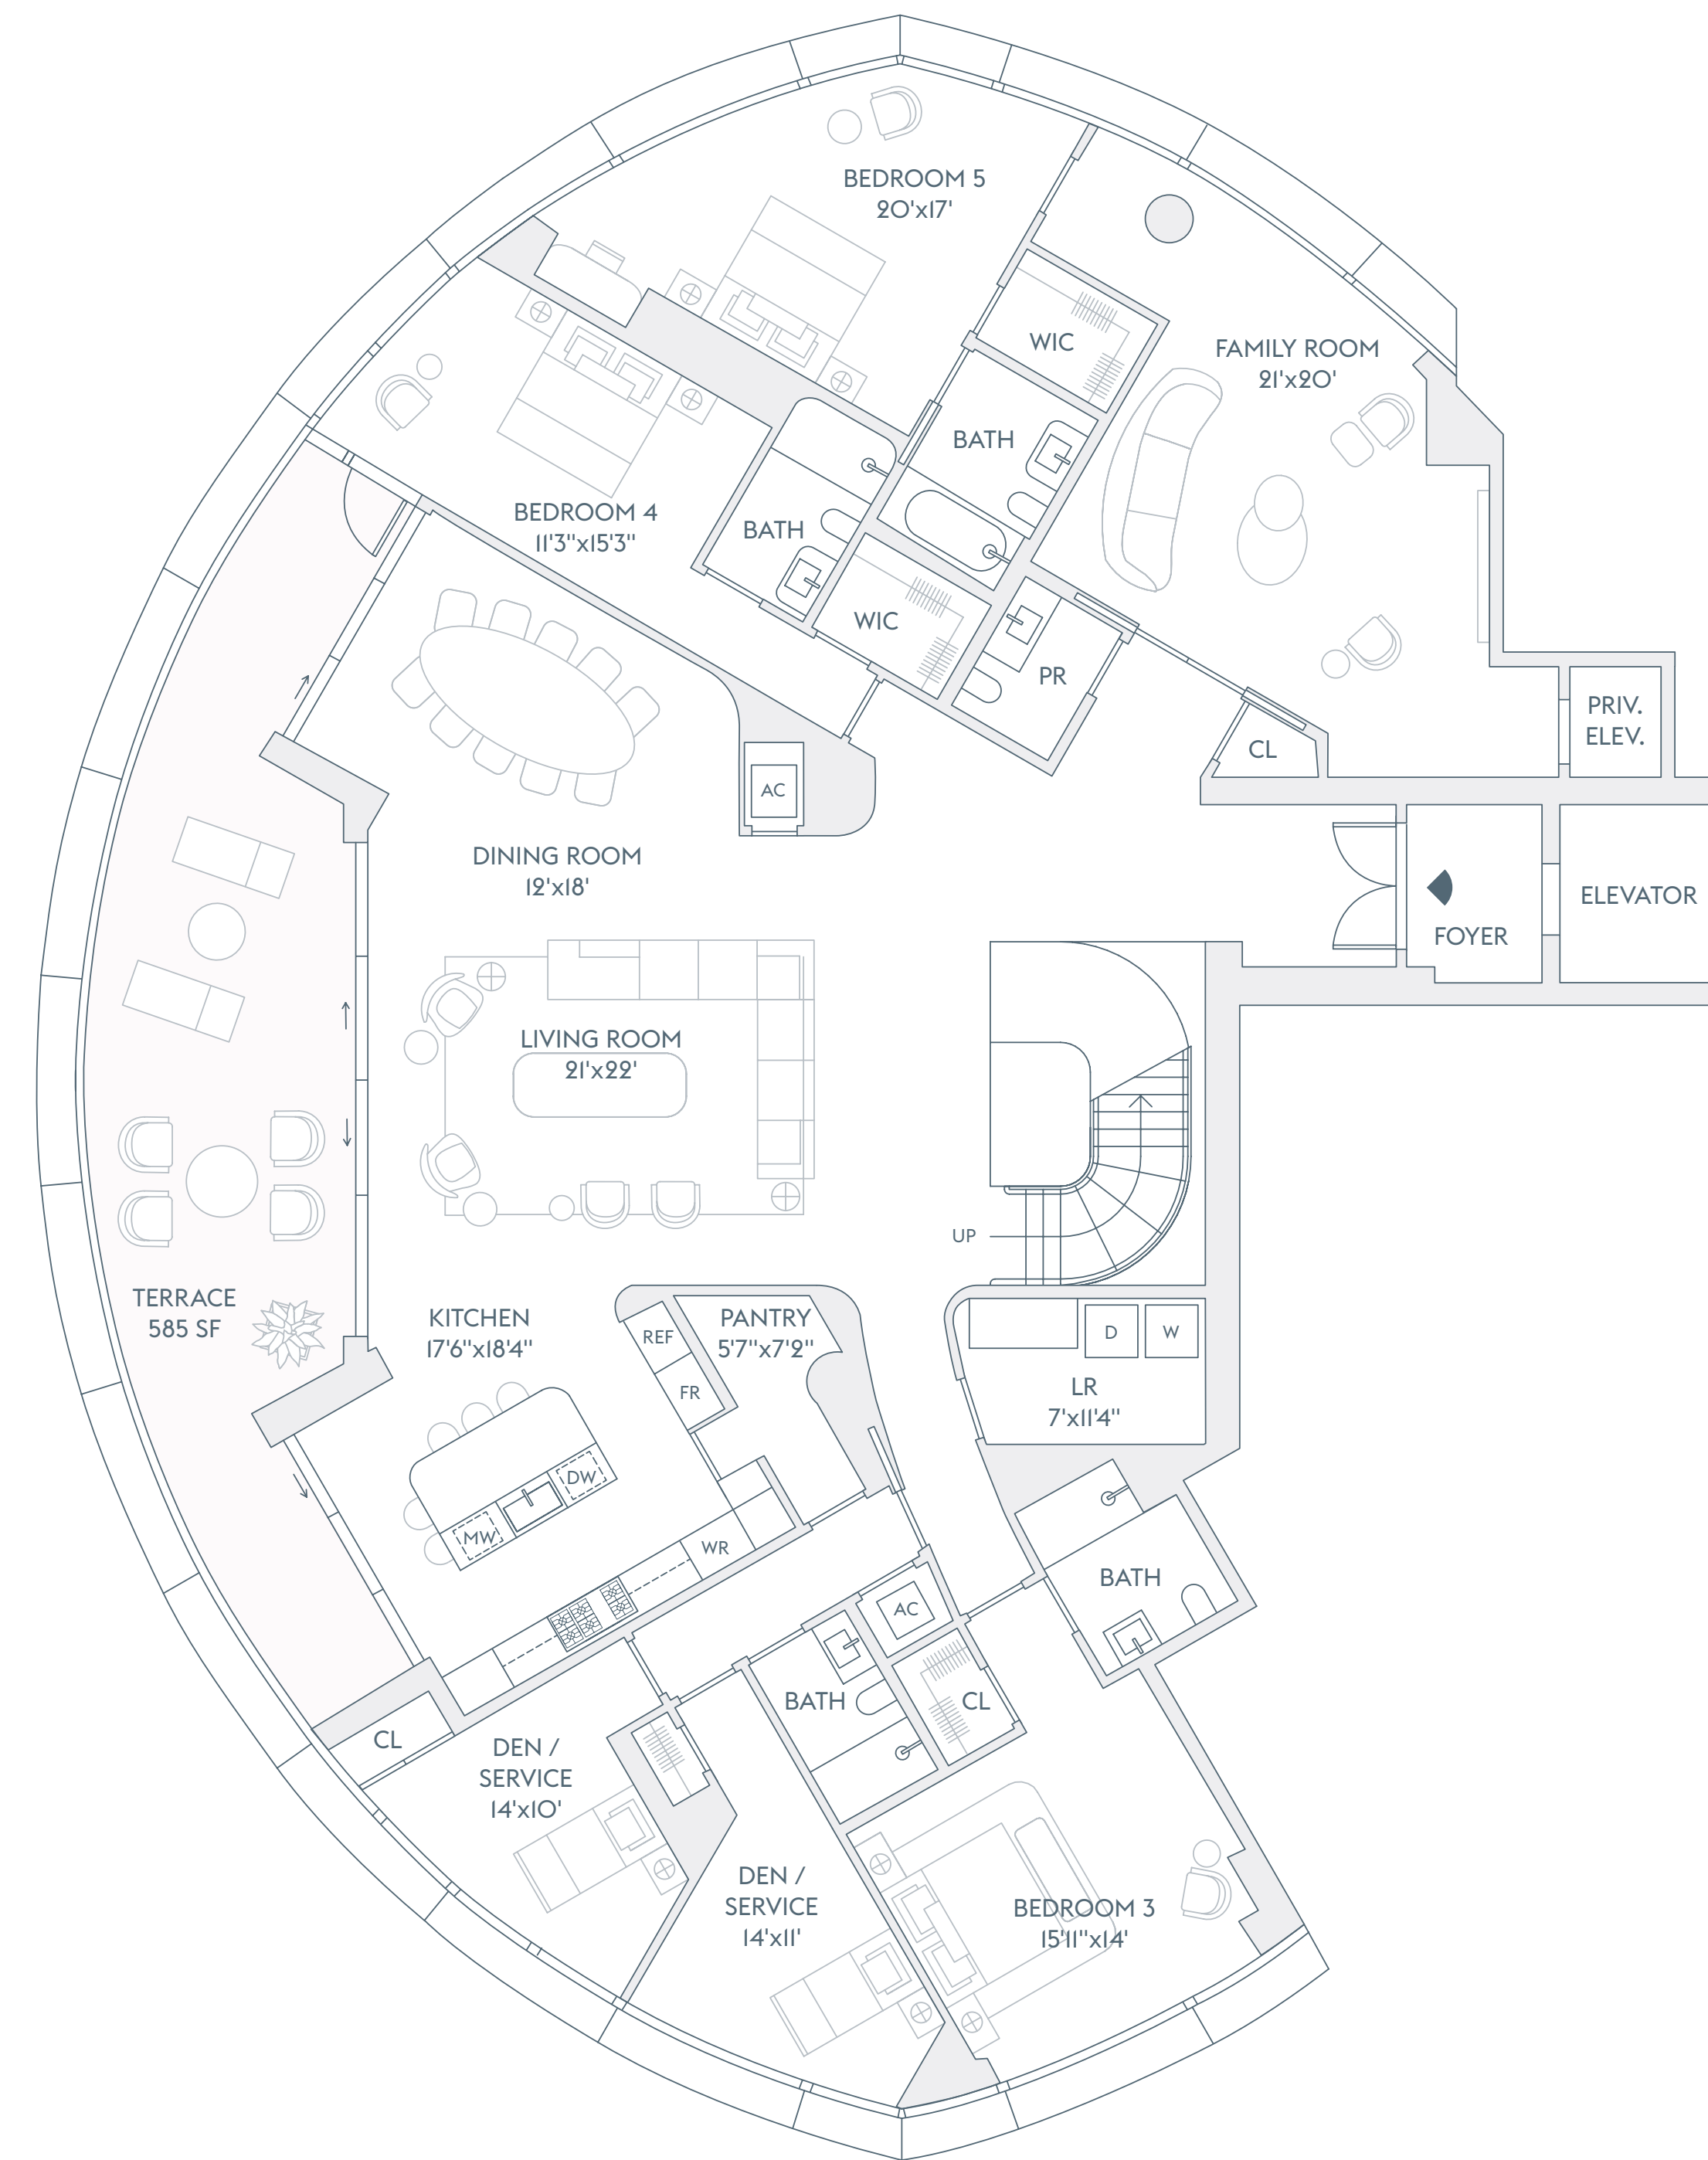 BEDROOM 5
20'x17'
WIC
FAMILY ROOM
21'x20'
BATH
BEDROOM 4
11'3"x15'3"
BATH
WIC
PR
PRIV.
ELEV.
CL
AC
DINING ROOM
12'x18'
ELEVATOR
FOYER
LIVING ROOM
21'x22'
UP
TERRACE
585 SF
KITCHEN
17'6"x18'4"
REF
FR
PANTRY
5'7"x7'2"
D
W
LR
7'x11'4"
DW
MW
WR
BATH
AC
BATH
CL
CL
DEN /
SERVICE
14'x10'
DEN /
SERVICE
14'x11'
BEDROOM 3
15'11"x14'